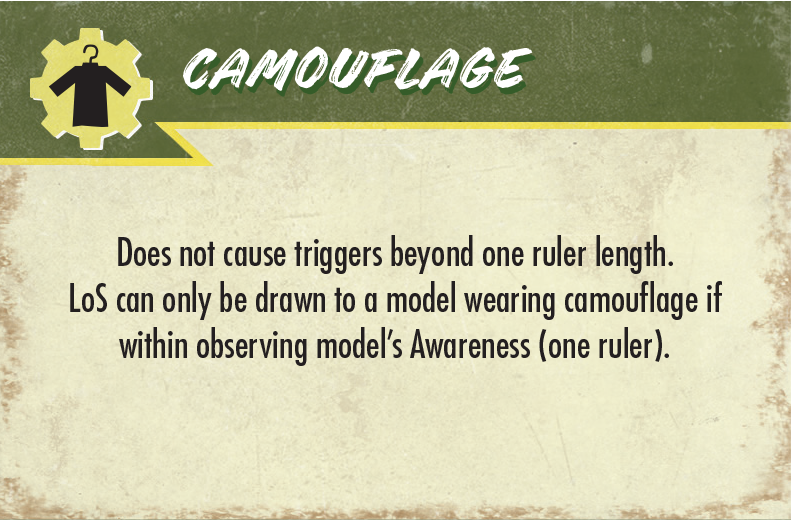 CAMOUFLAGE
Does not cause triggers beyond one ruler length.
LoS can only be drawn to a model wearing camouflage if
within observing model's Awareness (one ruler).